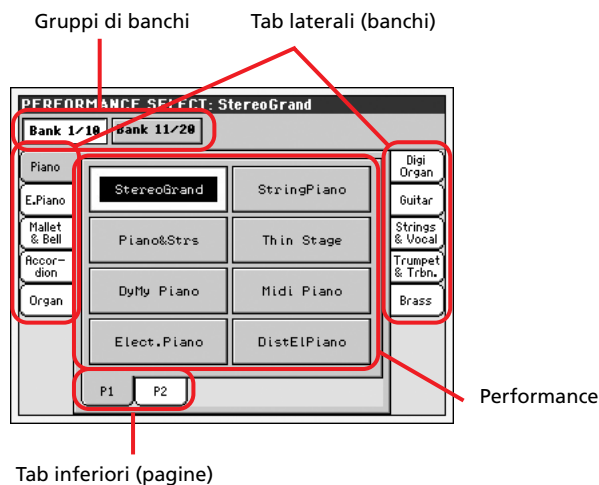 Gruppi di banchi
Tab laterali (banchi)
PERFORMANCE SELECT: StereoGrand
Bank 1/10
Bank 11/20
Piano
E.Piano
Mallet
& Bell
Accor-
dion
Organ
StereoGrand
StringPiano
Piano&Strs
Thin Stage
DyMy Piano
Midi Piano
Elect.Piano
DistElPiano
Digi
Organ
Guitar
Strings
& Vocal
Trumpet
& Trbn.
Brass
P1
P2
Performance
Tab inferiori (pagine)